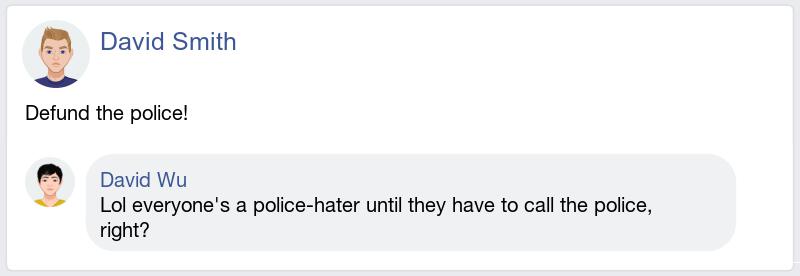 David Smith
Defund the police!
David Wu
Lol everyone's a police-hater until they have to call the police,
right?